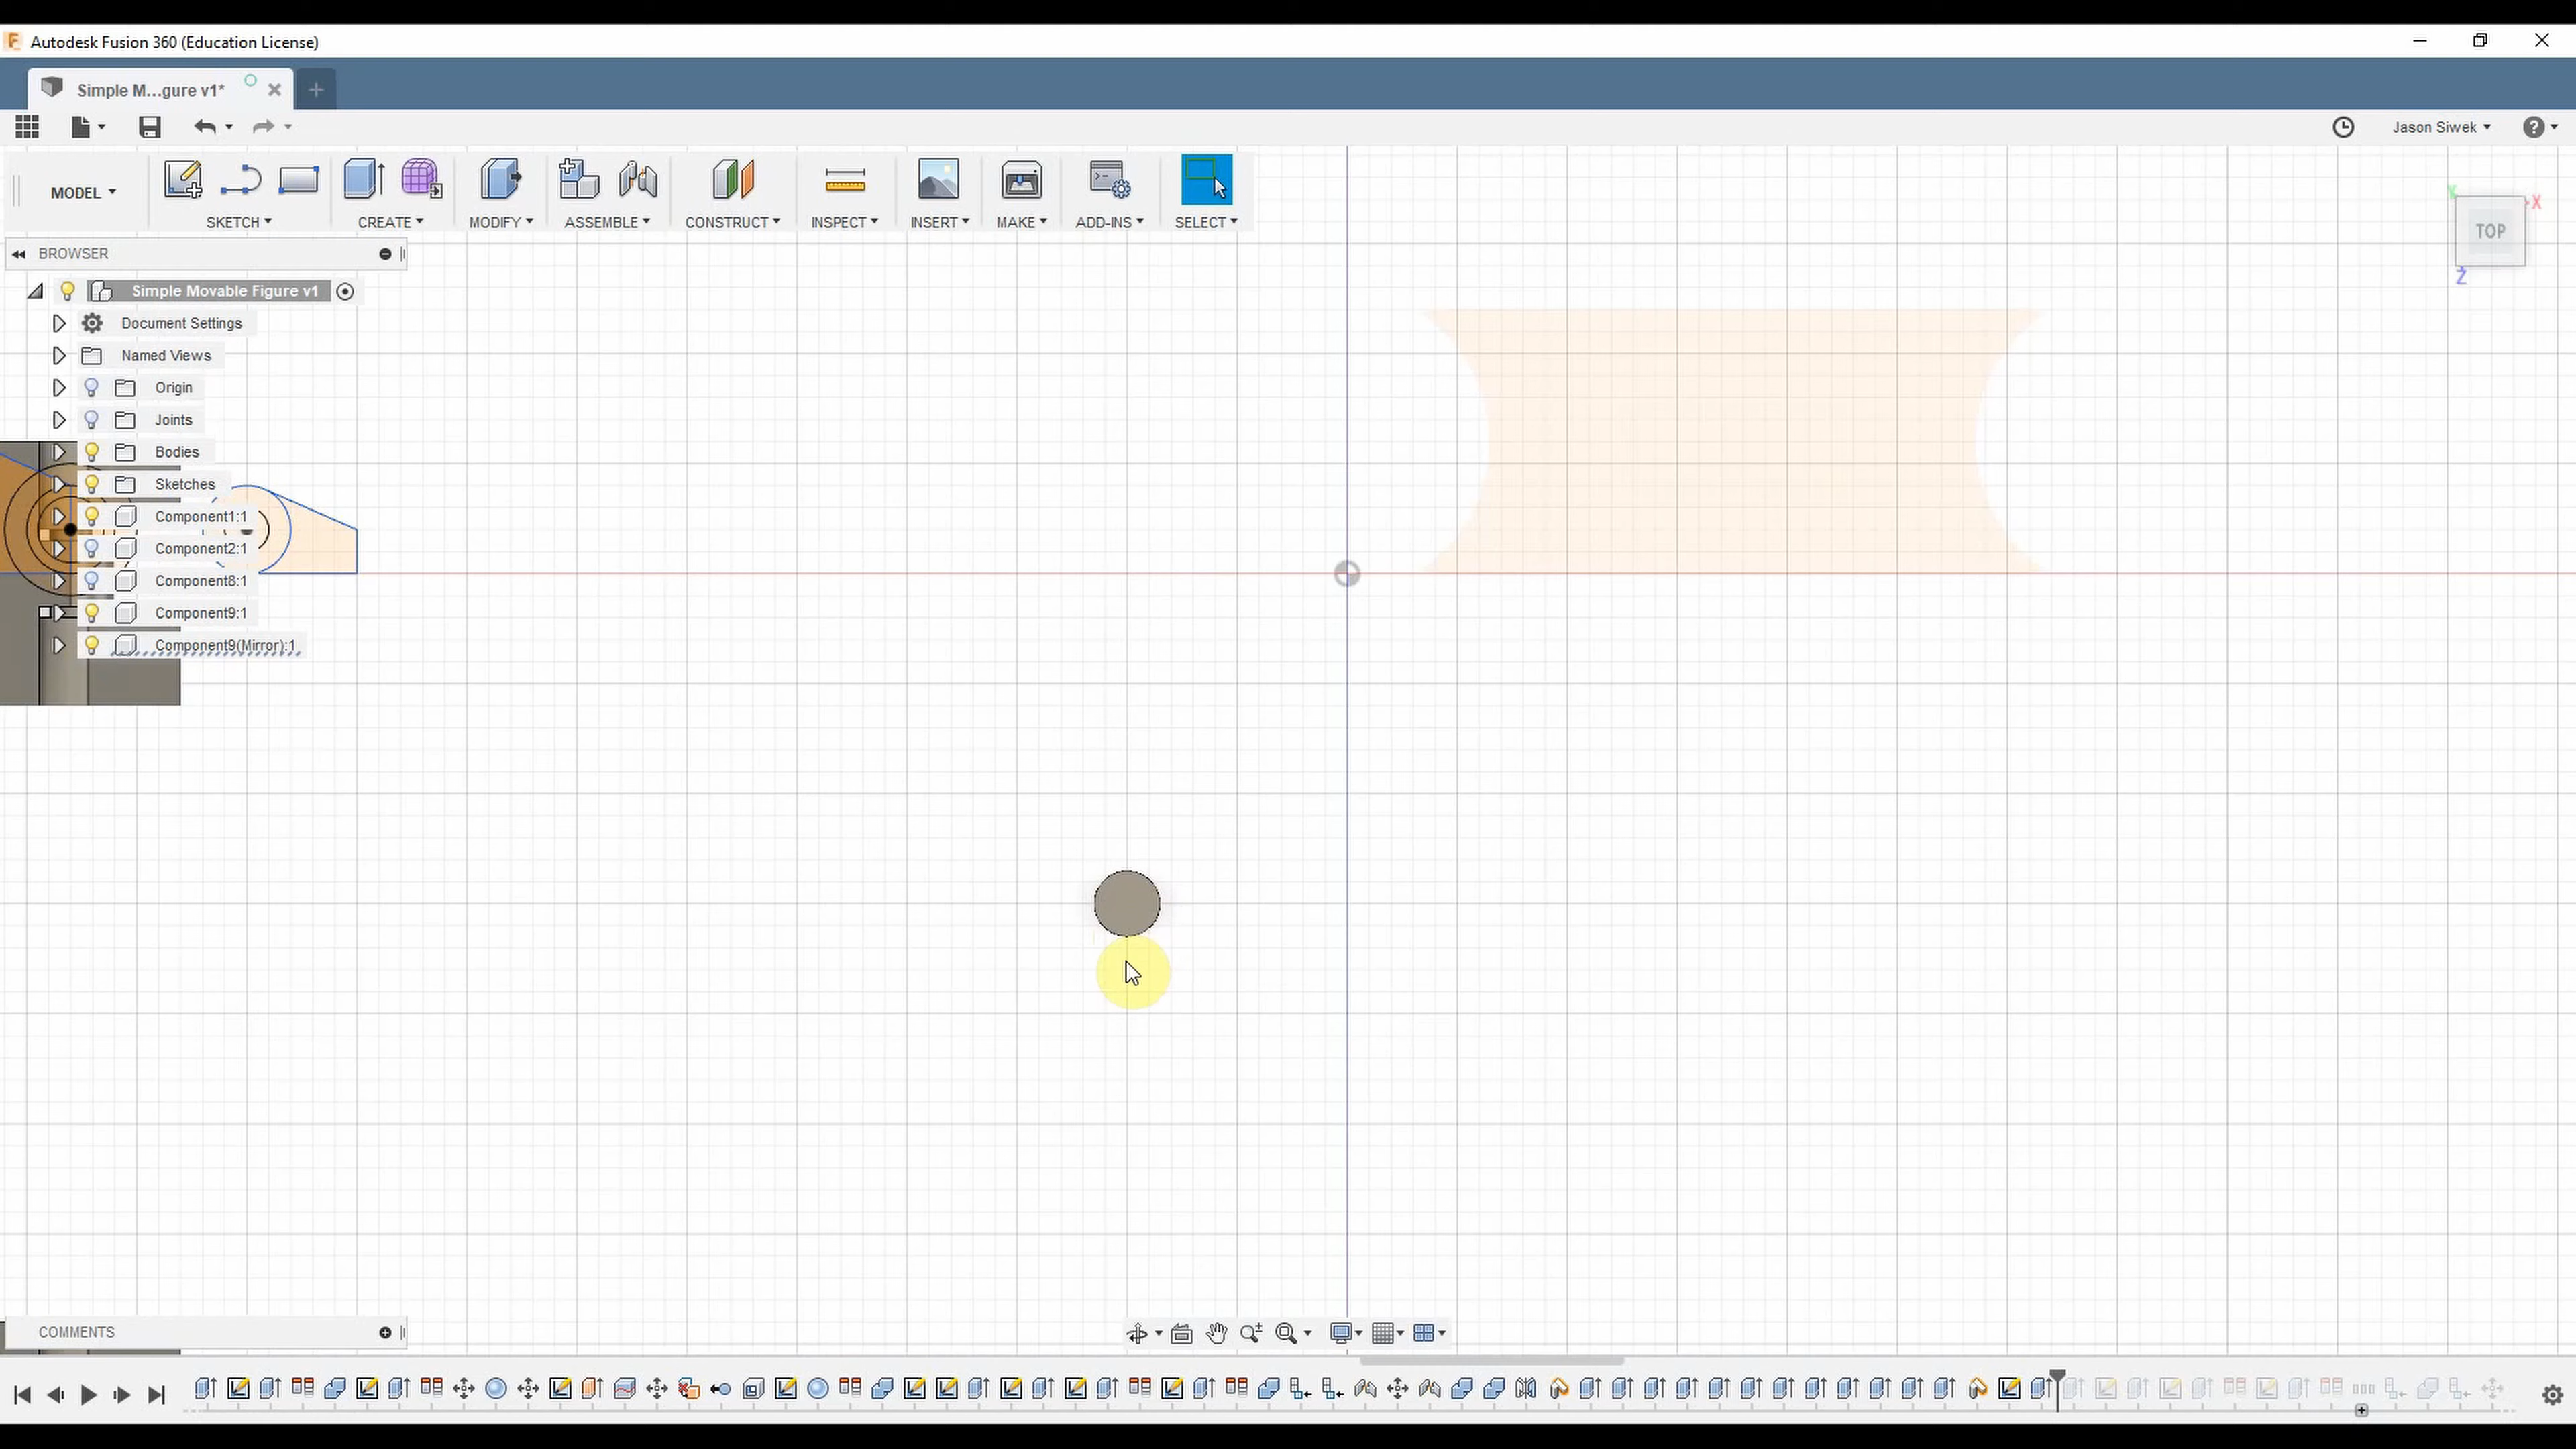 Autodesk Fusion 360 (Education License)
Simple M...gure v1*
Jason Siwek
MODEL
SKETCH
CREATE
MODIFY
ASSEMBLE
CONSTRUCT
INSPECT
INSERT
MAKE
ADD-INS
SELECT
Y
X
TOP
Z
BROWSER
Simple Movable Figure v1
Document Settings
Named Views
Origin
Joints
Bodies
Sketches
Component1:1
Component2:1
Component8:1
Component9:1
Component9(Mirror):1
COMMENTS